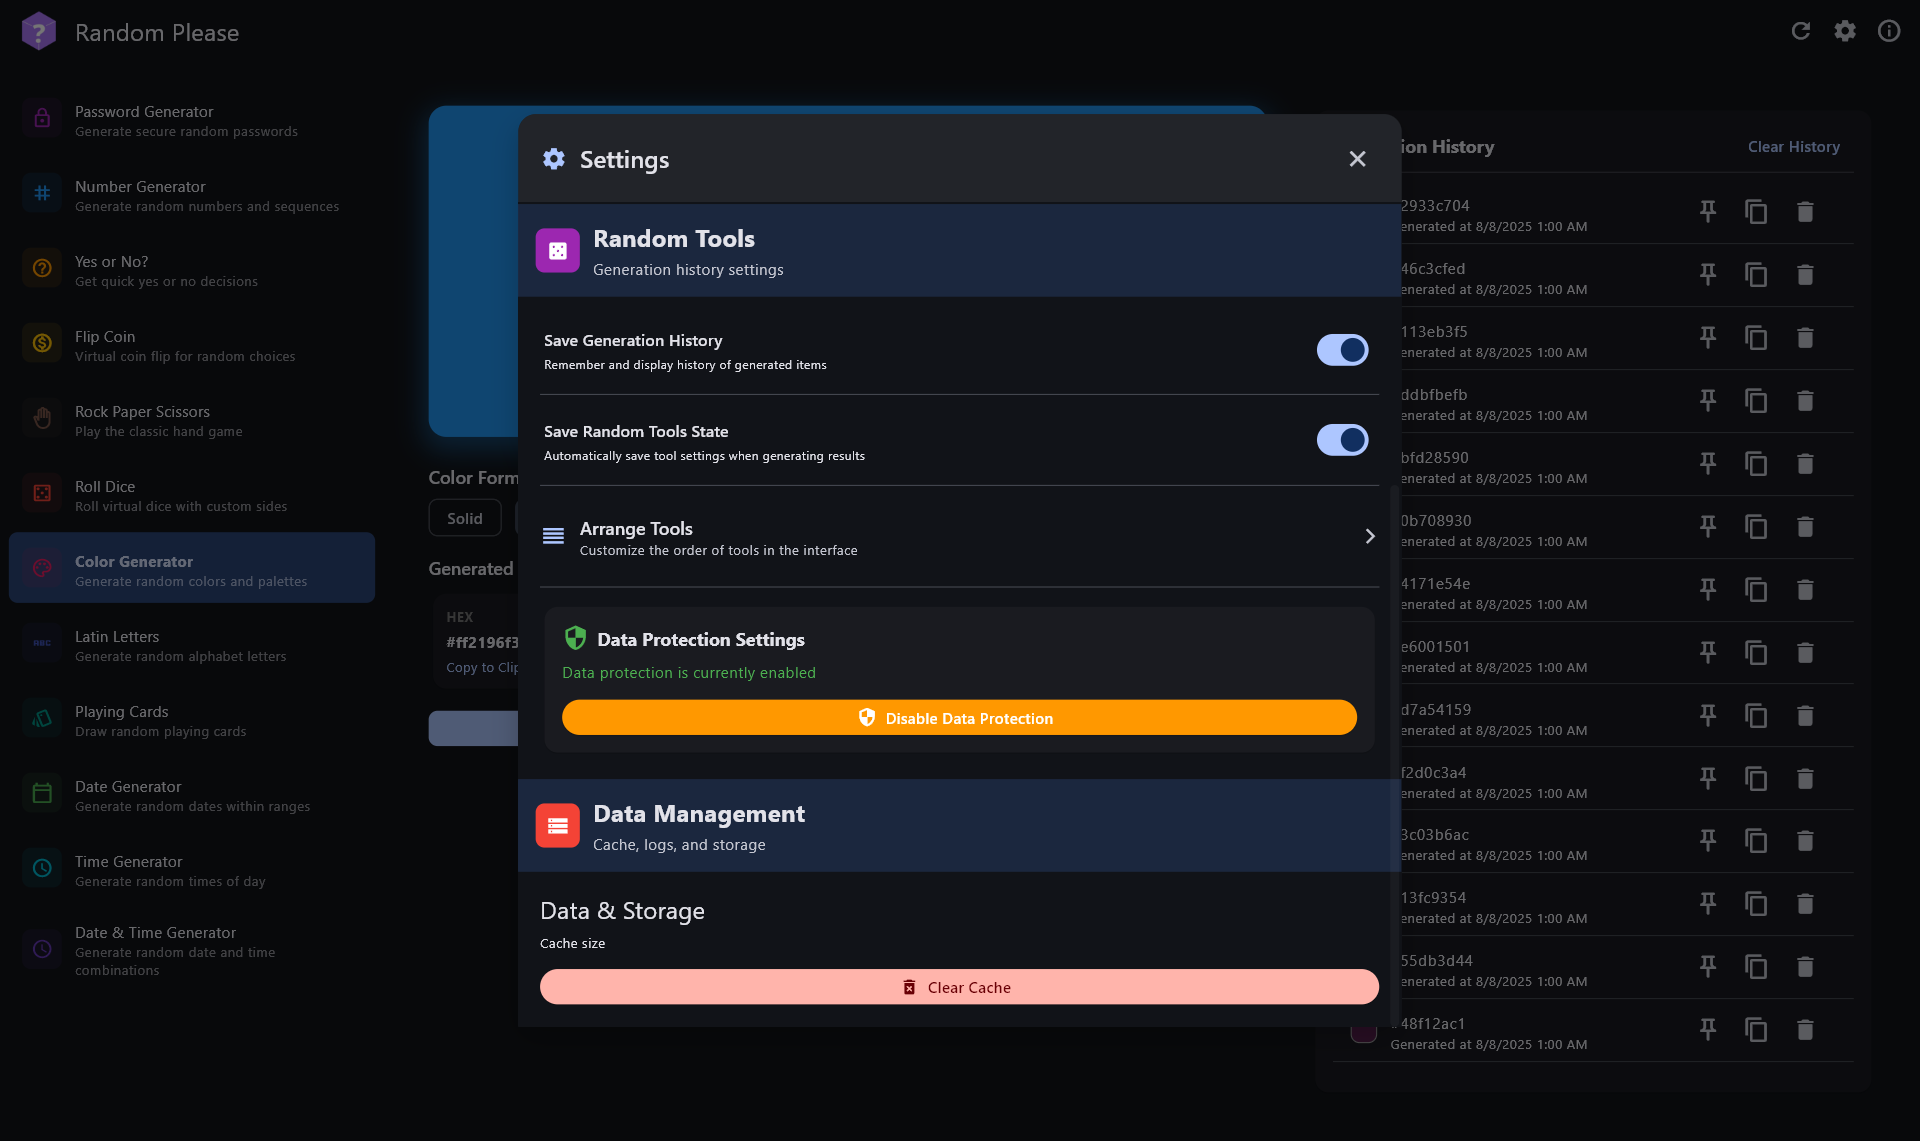 Random Please
Password Generator
Generate secure random passwords
Number Generator
Generate random numbers and sequences
Yes or No?
Get quick yes or no decisions
Flip Coin
Virtual coin flip for random choices
Rock Paper Scissors
Play the classic hand game
Roll Dice
Roll virtual dice with custom sides
Color Generator
Generate random colors and palettes
ABC
Latin Letters
Generate random alphabet letters
Playing Cards
Draw random playing cards
Date Generator
Generate random dates within ranges
Time Generator
Generate random times of day
Date & Time Generator
Generate random date and time
combinations
Color Form
Solid
Generated
HEX
#ff2196f3
Copy to Clip
Settings
Random Tools
Generation history settings
Save Generation History
Remember and display history of generated items
Save Random Tools State
Automatically save tool settings when generating results
Arrange Tools
Customize the order of tools in the interface
Data Protection Settings
Data protection is currently enabled
Disable Data Protection
Data Management
Cache, logs, and storage
Data & Storage
Cache size
Clear Cache
ion History
Clear History
2933c704
enerated at 8/8/2025 1:00 AM
46c3cfed
enerated at 8/8/2025 1:00 AM
113eb3f5
enerated at 8/8/2025 1:00 AM
ddbfbefb
enerated at 8/8/2025 1:00 AM
bfd28590
enerated at 8/8/2025 1:00 AM
0b708930
enerated at 8/8/2025 1:00 AM
4171e54e
enerated at 8/8/2025 1:00 AM
e6001501
enerated at 8/8/2025 1:00 AM
d7a54159
enerated at 8/8/2025 1:00 AM
f2d0c3a4
enerated at 8/8/2025 1:00 AM
3c03b6ac
enerated at 8/8/2025 1:00 AM
13fc9354
enerated at 8/8/2025 1:00 AM
55db3d44
enerated at 8/8/2025 1:00 AM
#48f12ac1
Generated at 8/8/2025 1:00 AM